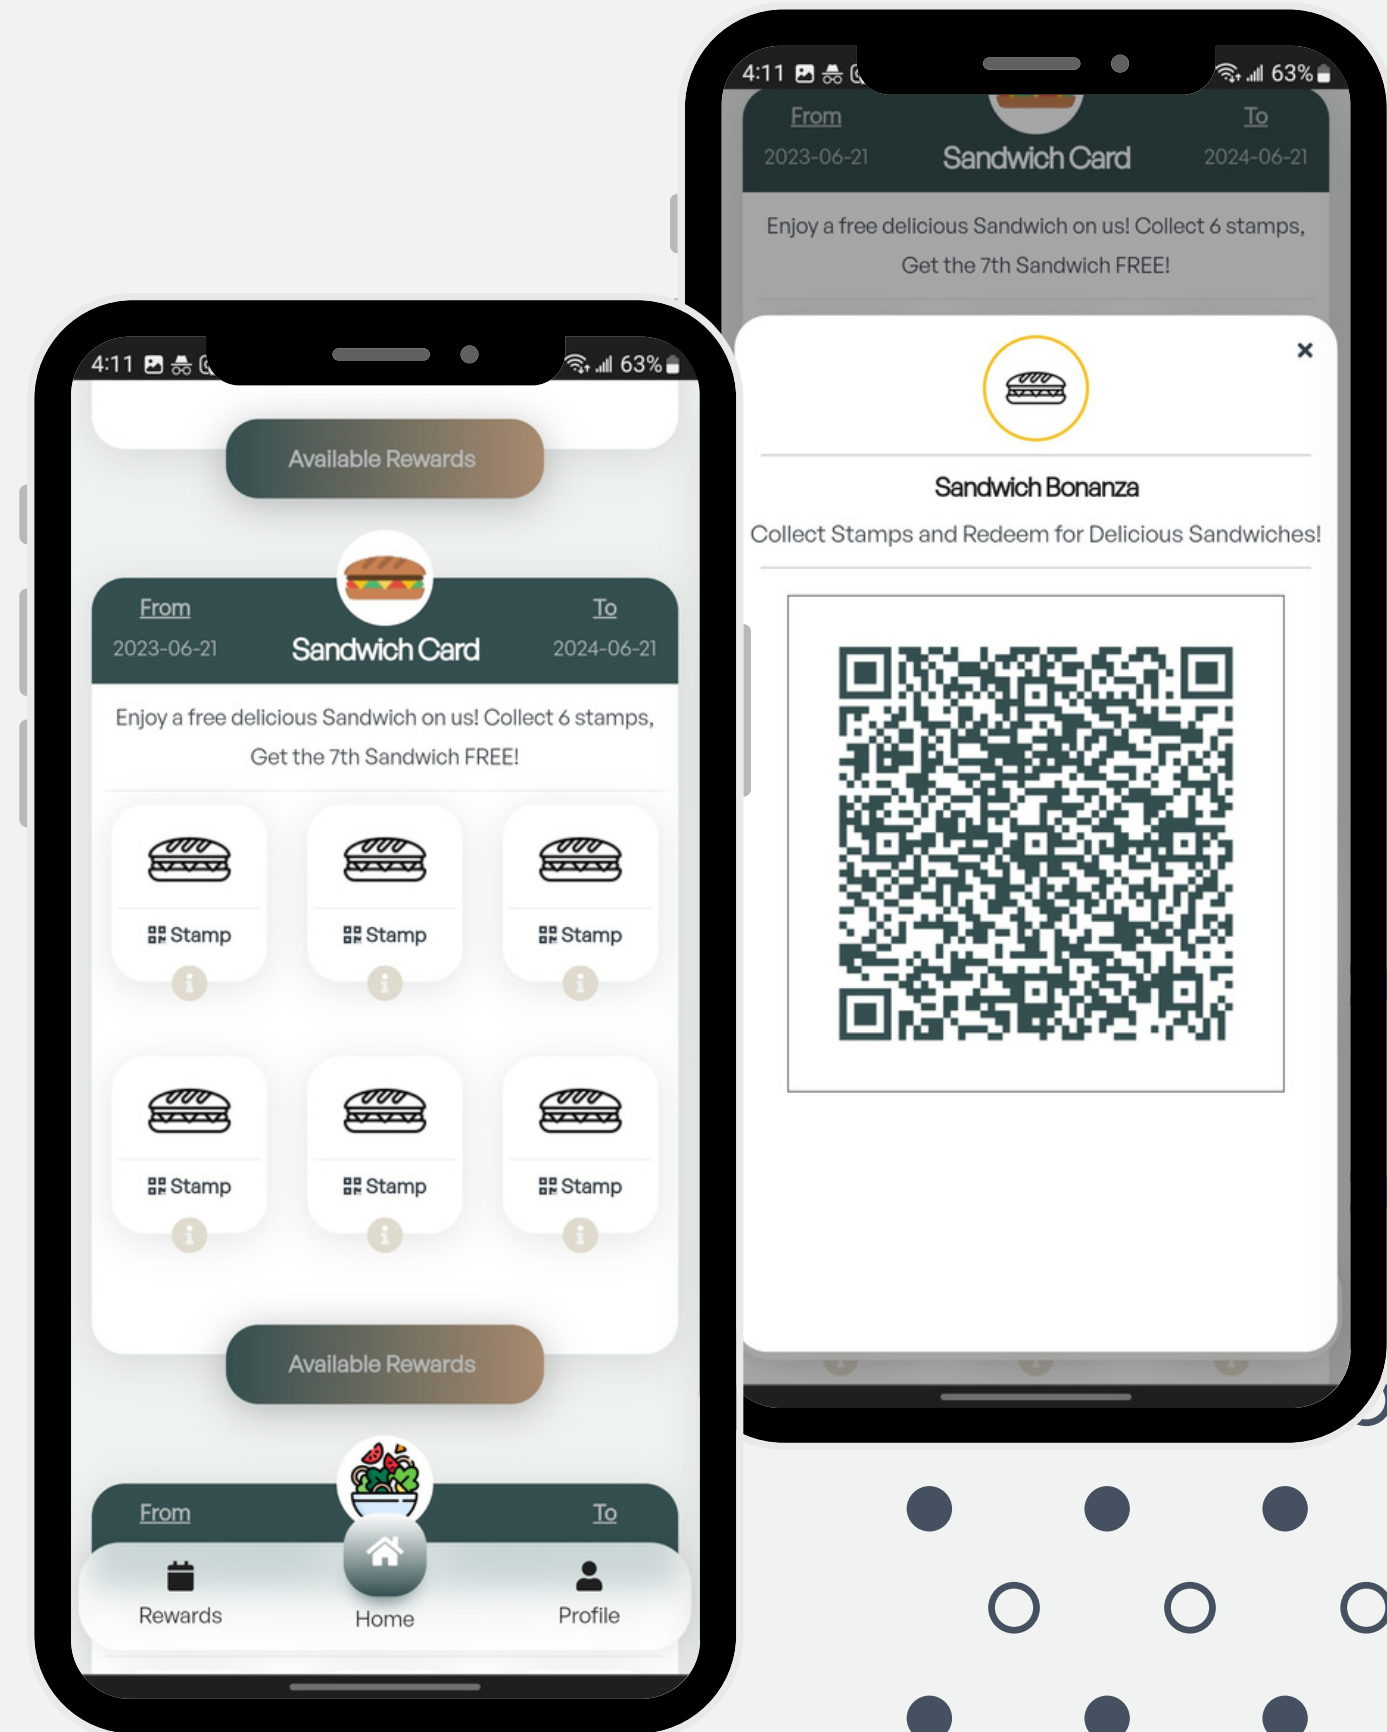 4:11
63%
Available Rewards
From
To
2023-06-21
Sandwich Card
2024-06-21
Enjoy a free delicious Sandwich on us! Collect 6 stamps,
Get the 7th Sandwich FREE!
Stamp
Stamp
Stamp
Stamp
Stamp
Stamp
Available Rewards
From
To
Rewards
Home
Profile
4:11
63%
From
To
2023-06-21
Sandwich Card
2024-06-21
Enjoy a free delicious Sandwich on us! Collect 6 stamps,
Get the 7th Sandwich FREE!
Sandwich Bonanza
Collect Stamps and Redeem for Delicious Sandwiches!